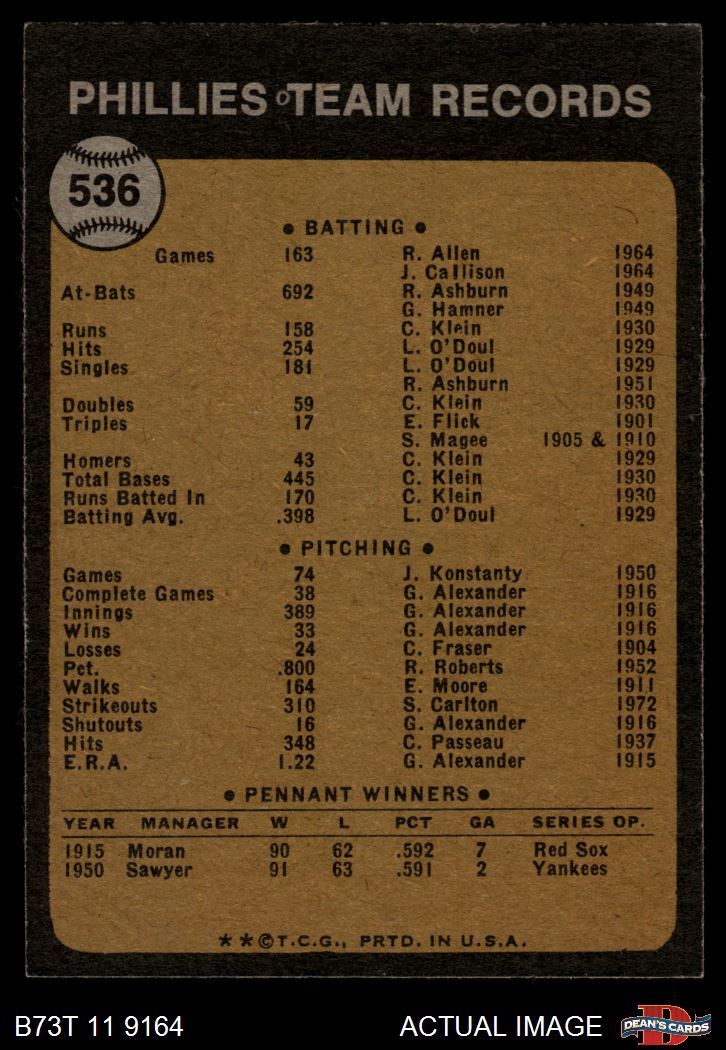 PHILLIES TEAM RECORDS
536
• BATTING •
Games 163 R. Allen 1964
J. Callison 1964
At-Bats 692 R. Ashburn 1949
G. Hamner 1949
Runs 158 C. Klein 1930
Hits 254 L. O'Doul 1929
Singles 181 L. O'Doul 1929
R. Ashburn 1951
Doubles 59 C. Klein 1930
Triples 17 E. Flick 1901
S. Magee 1905 & 1910
Homers 43 C. Klein 1929
Total Bases 445 C. Klein 1930
Runs Batted In 170 C. Klein 1930
Batting Avg. .398 L. O'Doul 1929
• PITCHING •
Games 74 J. Konstanty 1950
Complete Games 38 G. Alexander 1916
Innings 389 G. Alexander 1916
Wins 33 G. Alexander 1916
Losses 24 C. Fraser 1904
Pct. .800 R. Roberts 1952
Walks 164 E. Moore 1911
Strikeouts 310 S. Carlton 1972
Shutouts 16 G. Alexander 1916
Hits 348 C. Passeau 1937
E.R.A. 1.22 G. Alexander 1915
• PENNANT WINNERS •
YEAR MANAGER W L PCT GA SERIES OP.
1915 Moran 90 62 .592 7 Red Sox
1950 Sawyer 91 63 .591 2 Yankees
**©T.C.G., PRTD. IN U.S.A.
B73T 11 9164 ACTUAL IMAGE
D DEAN'S CARDS